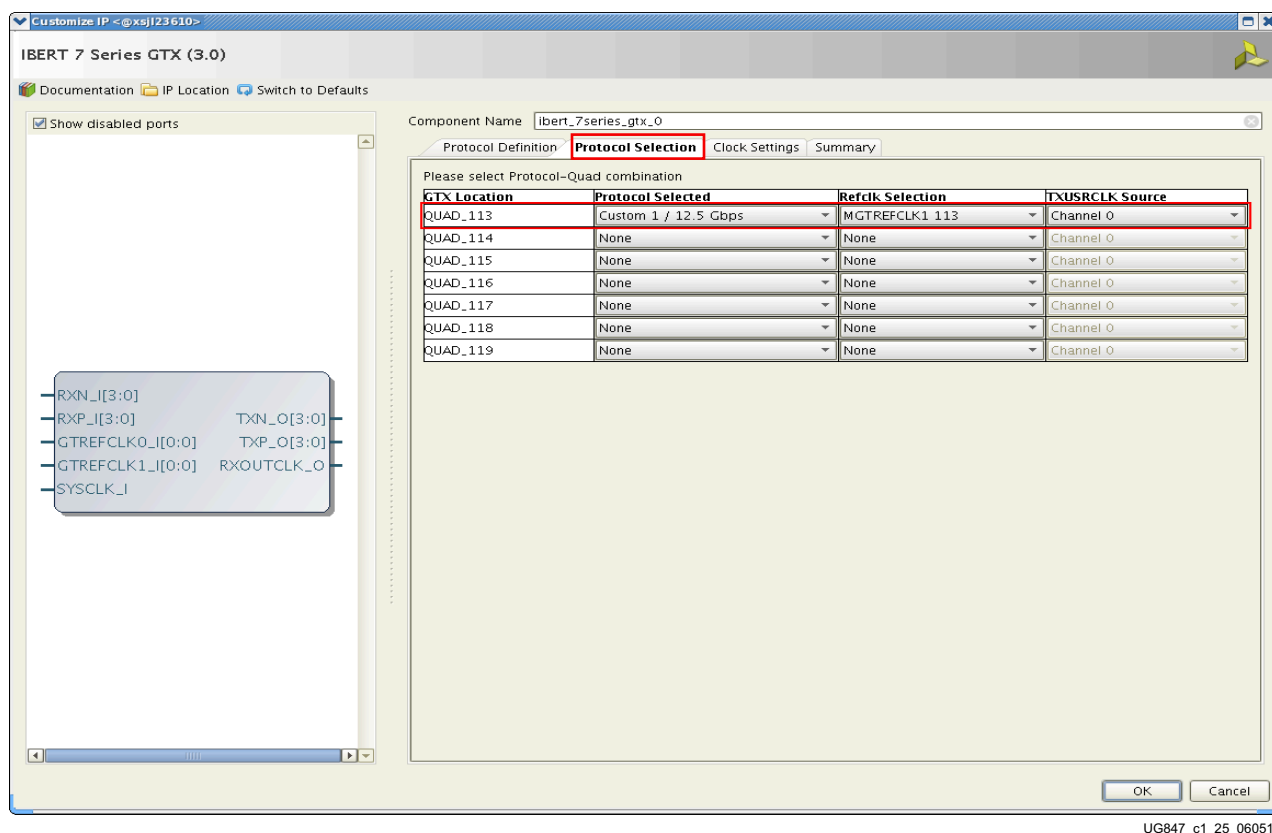 Customize IP <@xsjl23610>
IBERT 7 Series GTX (3.0)
Documentation IP Location Switch to Defaults
Show disabled ports
Component Name ibert_7series_gtx_0
Protocol Definition Protocol Selection Clock Settings Summary
Please select Protocol-Quad combination
GTX Location Protocol Selected Refclk Selection TXUSRCLK Source
QUAD_113 Custom 1 / 12.5 Gbps MGTREFCLK1 113 Channel 0
QUAD_114 None None Channel 0
QUAD_115 None None Channel 0
QUAD_116 None None Channel 0
QUAD_117 None None Channel 0
QUAD_118 None None Channel 0
QUAD_119 None None Channel 0
RXN_I[3:0]
RXP_I[3:0] TXN_O[3:0]
GTREFCLK0_I[0:0] TXP_O[3:0]
GTREFCLK1_I[0:0] RXOUTCLK_O
SYSCLK_I
OK Cancel
UG847_c1_25_06051